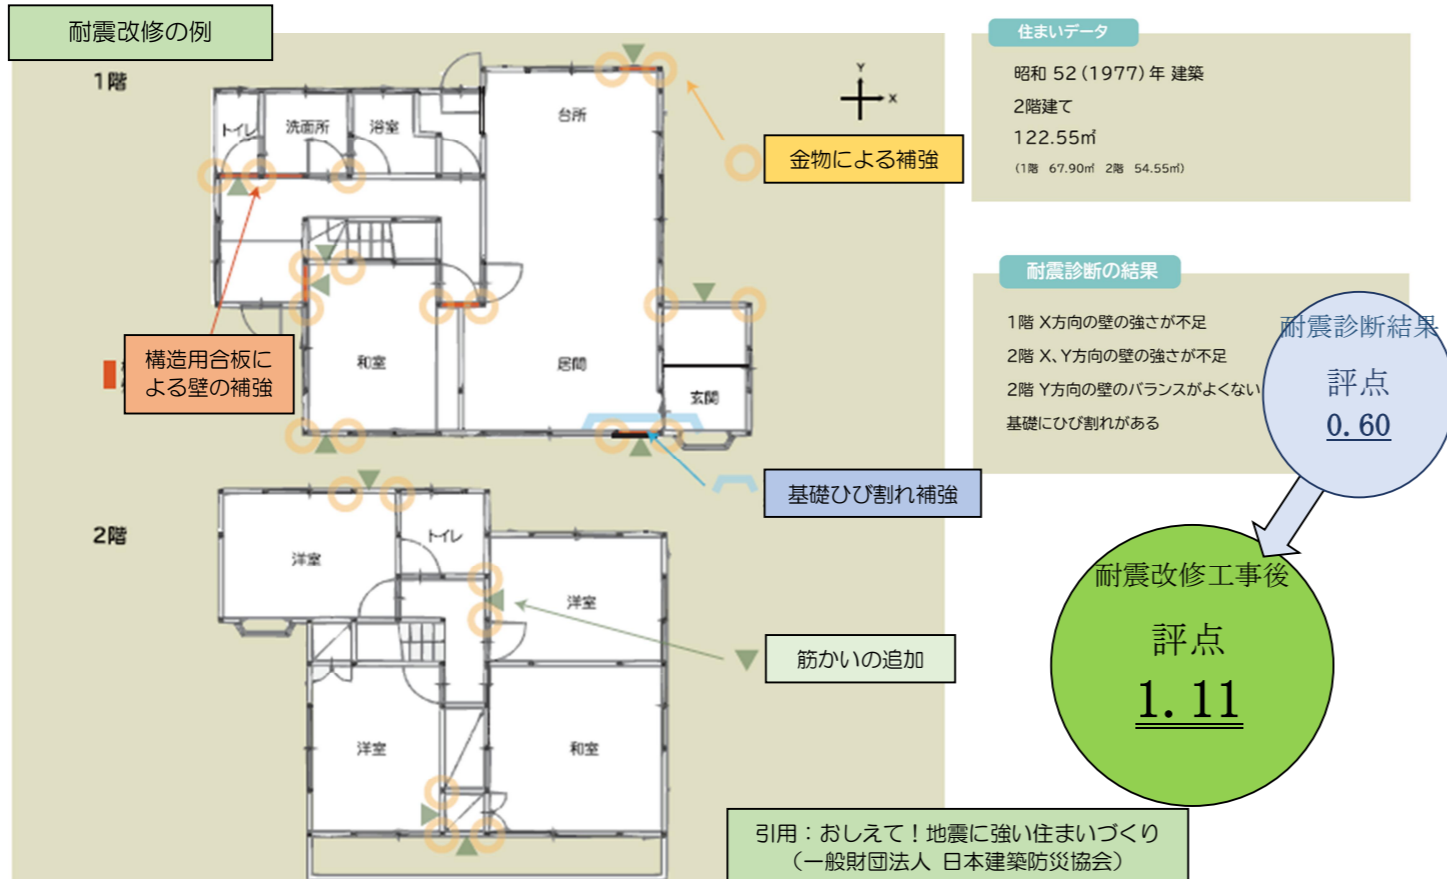 耐震改修の例
1階
トイレ
洗面所
浴室
台所
Y
X
金物による補強
構造用合板に
よる壁の補強
和室
居間
玄関
基礎ひび割れ補強
2階
洋室
トイレ
洋室
筋かいの追加
洋室
和室
住まいデータ
昭和 52 (1977) 年 建築
2階建て
122.55㎡
(1階 67.90㎡ 2階 54.55㎡)
耐震診断の結果
1階 X方向の壁の強さが不足
2階 X、Y方向の壁の強さが不足
2階 Y方向の壁のバランスがよくない
基礎にひび割れがある
耐震診断結果
評点
0.60
耐震改修工事後
評点
1.11
引用：おしえて！地震に強い住まいづくり
（一般財団法人 日本建築防災協会）